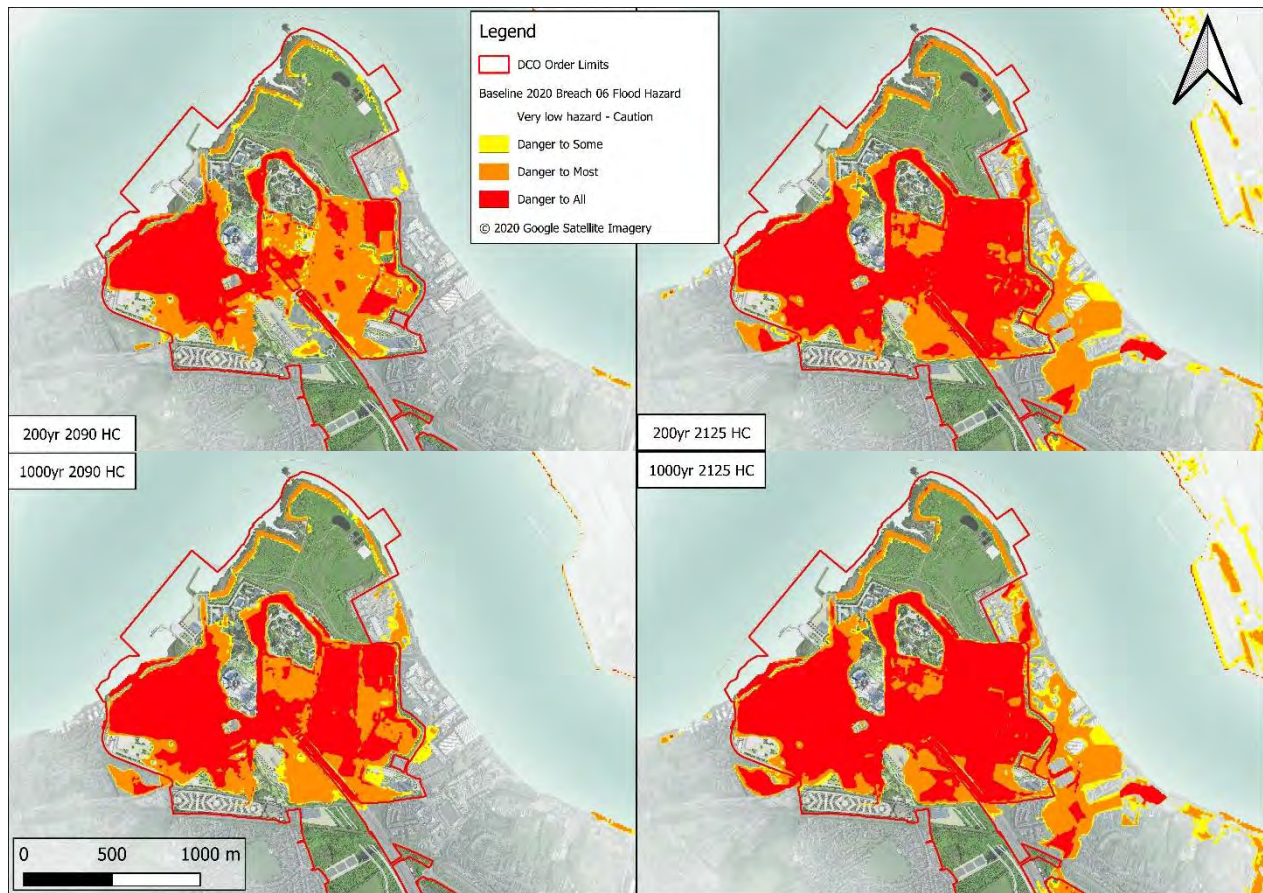 Legend
DCO Order Limits
Baseline 2020 Breach 06 Flood Hazard
Very low hazard - Caution
Danger to Some
Danger to Most
Danger to All
© 2020 Google Satellite Imagery
200yr 2090 HC
200yr 2125 HC
1000yr 2090 HC
1000yr 2125 HC
0 500 1000 m